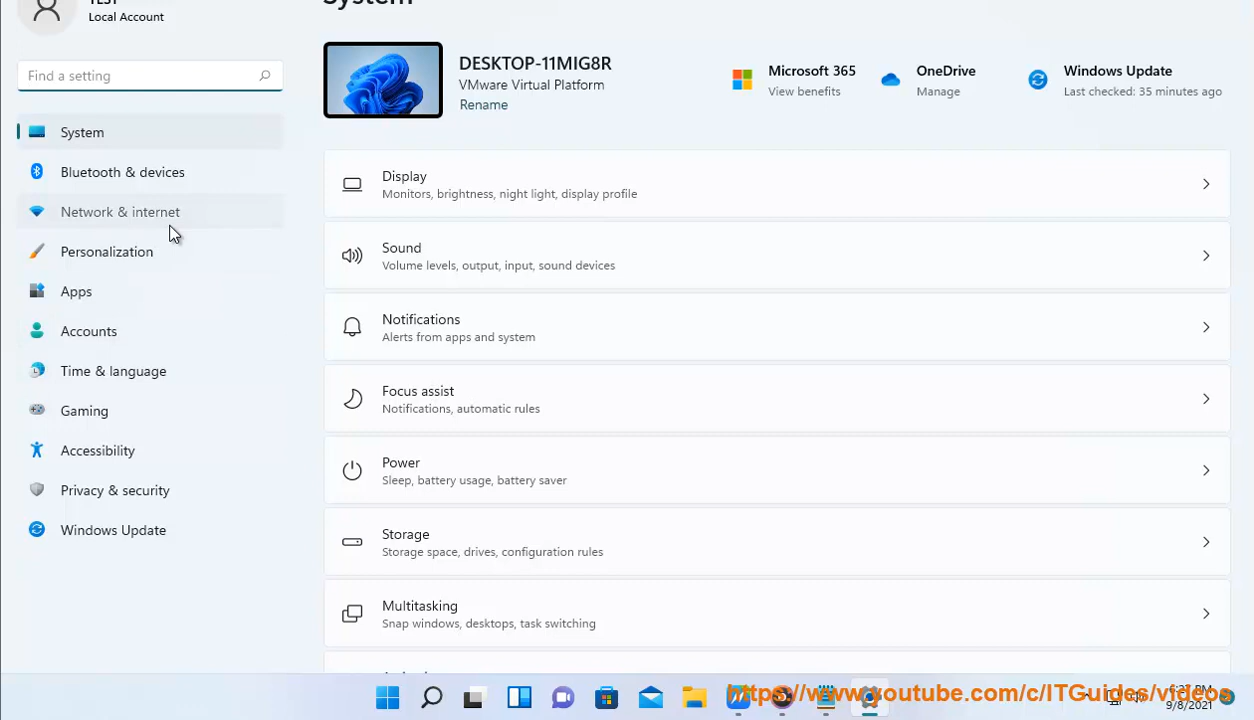 Local Account
System
Find a setting
DESKTOP-11MIG8R
VMware Virtual Platform
Rename
Microsoft 365
View benefits
OneDrive
Manage
Windows Update
Last checked: 35 minutes ago
System
Bluetooth & devices
Network & internet
Personalization
Apps
Accounts
Time & language
Gaming
Accessibility
Privacy & security
Windows Update
Display
Monitors, brightness, night light, display profile
Sound
Volume levels, output, input, sound devices
Notifications
Alerts from apps and system
Focus assist
Notifications, automatic rules
Power
Sleep, battery usage, battery saver
Storage
Storage space, drives, configuration rules
Multitasking
Snap windows, desktops, task switching
https://www.youtube.com/c/ITGuides/videos
9/8/2021